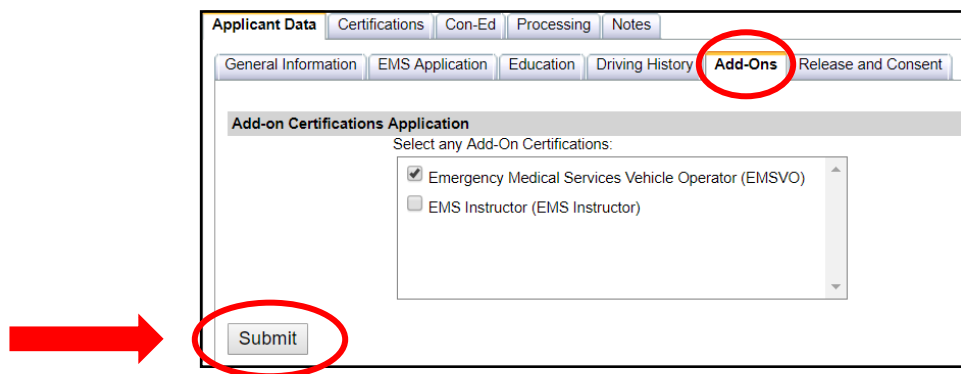 Applicant Data Certifications Con-Ed Processing Notes
General Information EMS Application Education Driving History Add-Ons Release and Consent
Add-on Certifications Application
Select any Add-On Certifications:
Emergency Medical Services Vehicle Operator (EMSVO)
EMS Instructor (EMS Instructor)
Submit